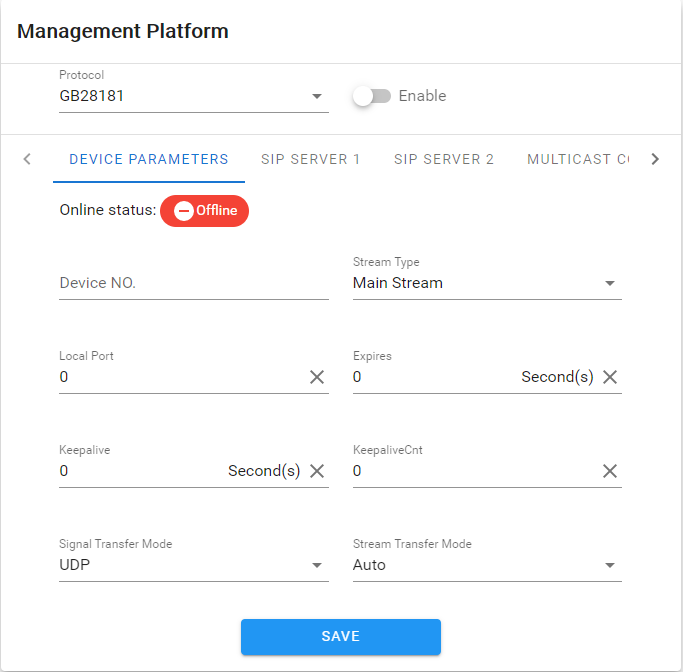 Management Platform
Protocol
GB28181
Enable
DEVICE PARAMETERS SIP SERVER 1 SIP SERVER 2 MULTICAST
Online status: Offline
Device NO.
Stream Type
Main Stream
Local Port Expires
0 0 Second(s)
Keepalive KeepaliveCnt
0 Second(s) 0
Signal Transfer Mode Stream Transfer Mode
UDP Auto
SAVE